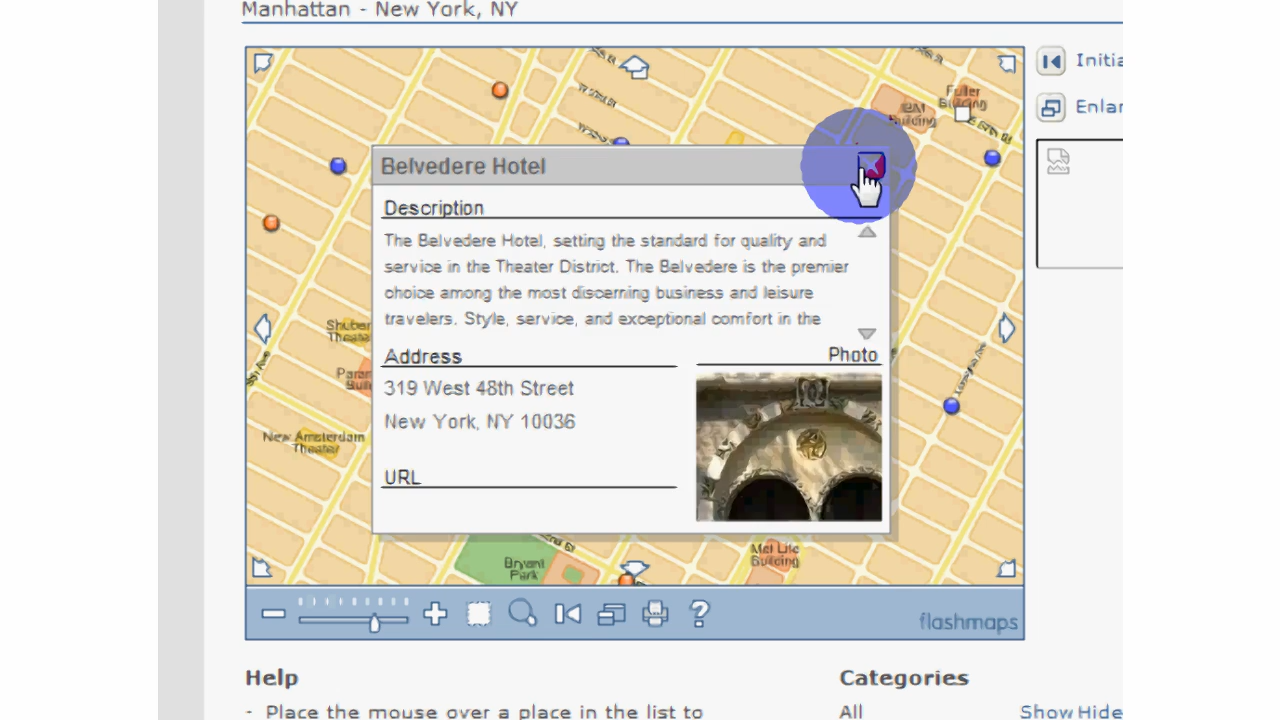 Manhattan - New York, NY
Fuller
Building
IBM
Building
Belvedere Hotel
Description
The Belvedere Hotel, setting the standard for quality and
service in the Theater District. The Belvedere is the premier
choice among the most discerning business and leisure
travelers. Style, service, and exceptional comfort in the
Address
Photo
319 West 48th Street
New York, NY 10036
URL
New Amsterdam
Theater
Bryant
Park
Met Life
Building
flashmaps
Help
Categories
- Place the mouse over a place in the list to
All
Show Hide